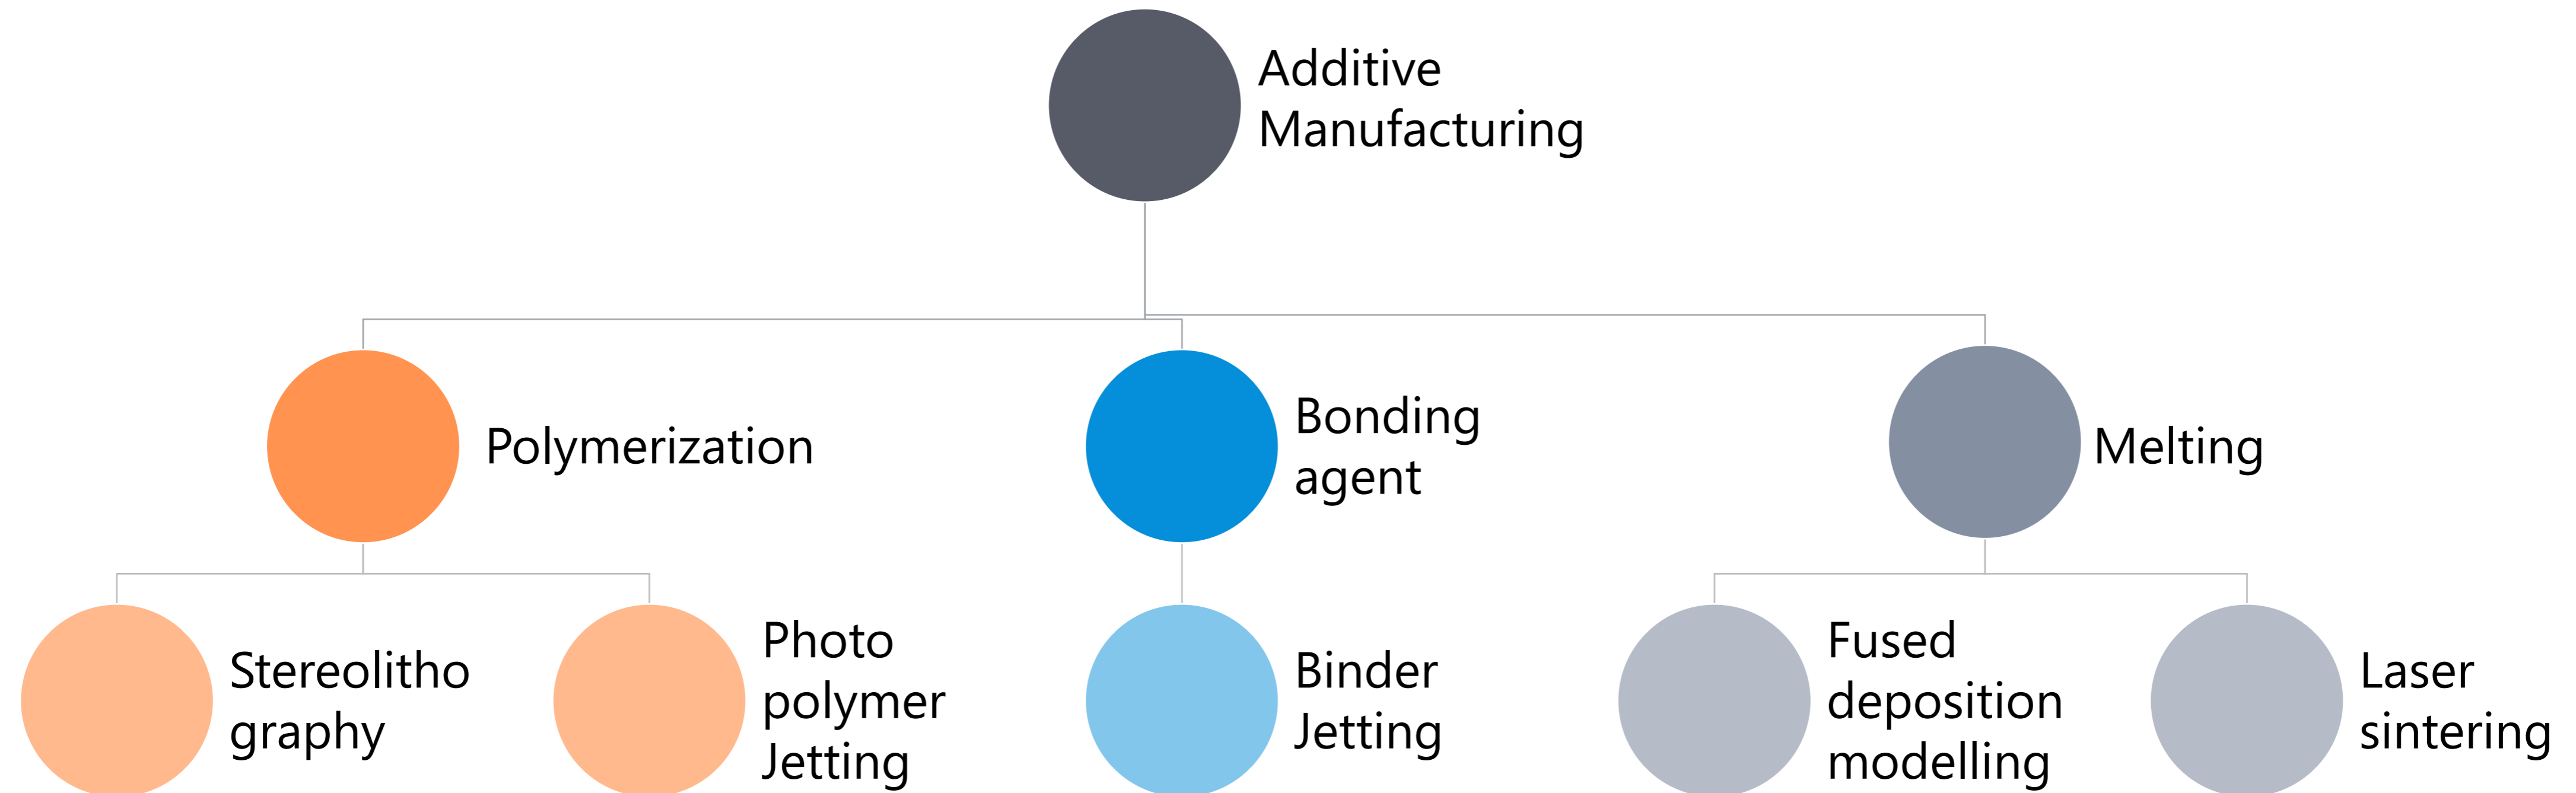 Additive
Manufacturing
Polymerization
Bonding
agent
Melting
Stereolitho
graphy
Photo
polymer
Jetting
Binder
Jetting
Fused
deposition
modelling
Laser
sintering